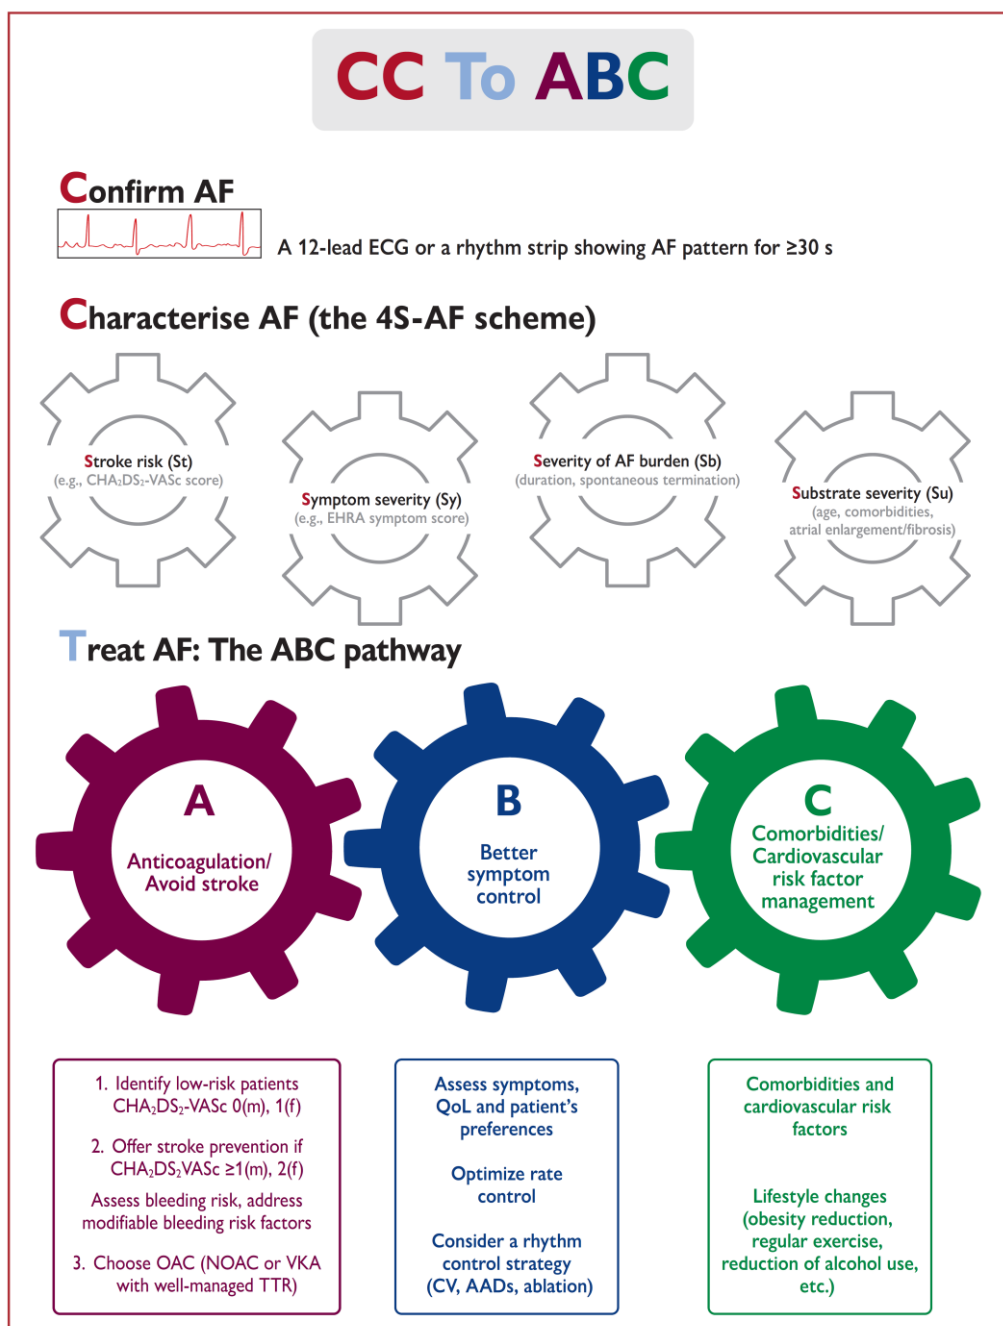 CC To ABC
Confirm AF
A 12-lead ECG or a rhythm strip showing AF pattern for ≥30 s
Characterise AF (the 4S-AF scheme)
Stroke risk (St)
(e.g., CHA₂DS₂-VASc score)
Symptom severity (Sy)
(e.g., EHRA symptom score)
Severity of AF burden (Sb)
(duration, spontaneous termination)
Substrate severity (Su)
(age, comorbidities,
atrial enlargement/fibrosis)
Treat AF: The ABC pathway
A
Anticoagulation/
Avoid stroke
B
Better
symptom
control
C
Comorbidities/
Cardiovascular
risk factor
management
1. Identify low-risk patients
CHA₂DS₂-VASc 0(m), 1(f)
2. Offer stroke prevention if
CHA₂DS₂VASc ≥1(m), 2(f)
Assess bleeding risk, address
modifiable bleeding risk factors
3. Choose OAC (NOAC or VKA
with well-managed TTR)
Assess symptoms,
QoL and patient's
preferences
Optimize rate
control
Consider a rhythm
control strategy
(CV, AADs, ablation)
Comorbidities and
cardiovascular risk
factors
Lifestyle changes
(obesity reduction,
regular exercise,
reduction of alcohol use,
etc.)